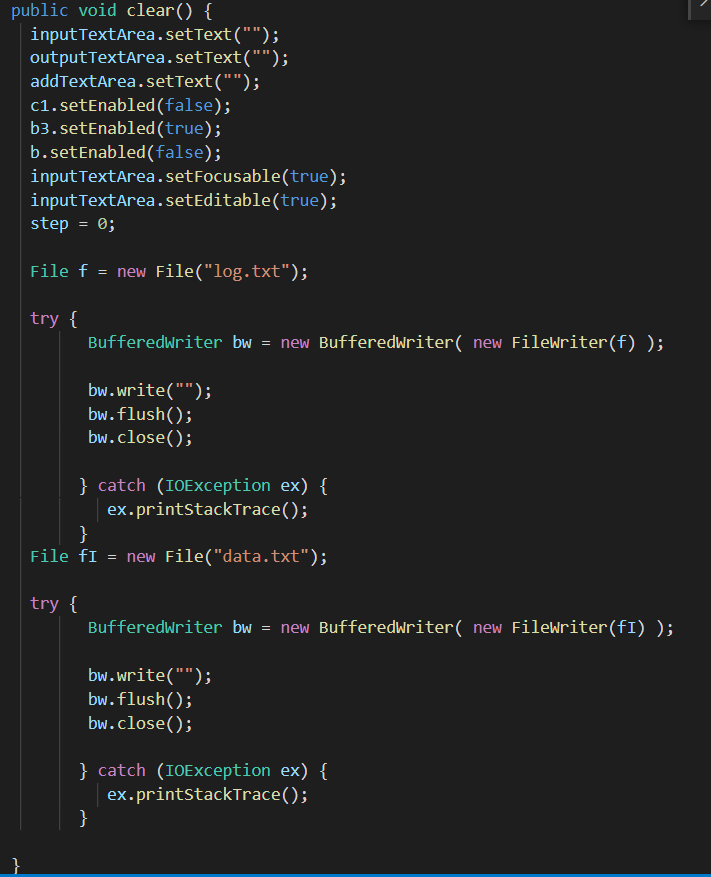 public void clear() {
inputTextArea.setText("");
outputTextArea.setText("");
addTextArea.setText("");
c1.setEnabled(false);
b3.setEnabled(true);
b.setEnabled(false);
inputTextArea.setFocusable(true);
inputTextArea.setEditable(true);
step = 0;
File f = new File("log.txt");
try {
BufferedWriter bw = new BufferedWriter( new FileWriter(f) );
bw.write("");
bw.flush();
bw.close();
} catch (IOException ex) {
ex.printStackTrace();
}
File fI = new File("data.txt");
try {
BufferedWriter bw = new BufferedWriter( new FileWriter(fI) );
bw.write("");
bw.flush();
bw.close();
} catch (IOException ex) {
ex.printStackTrace();
}
}